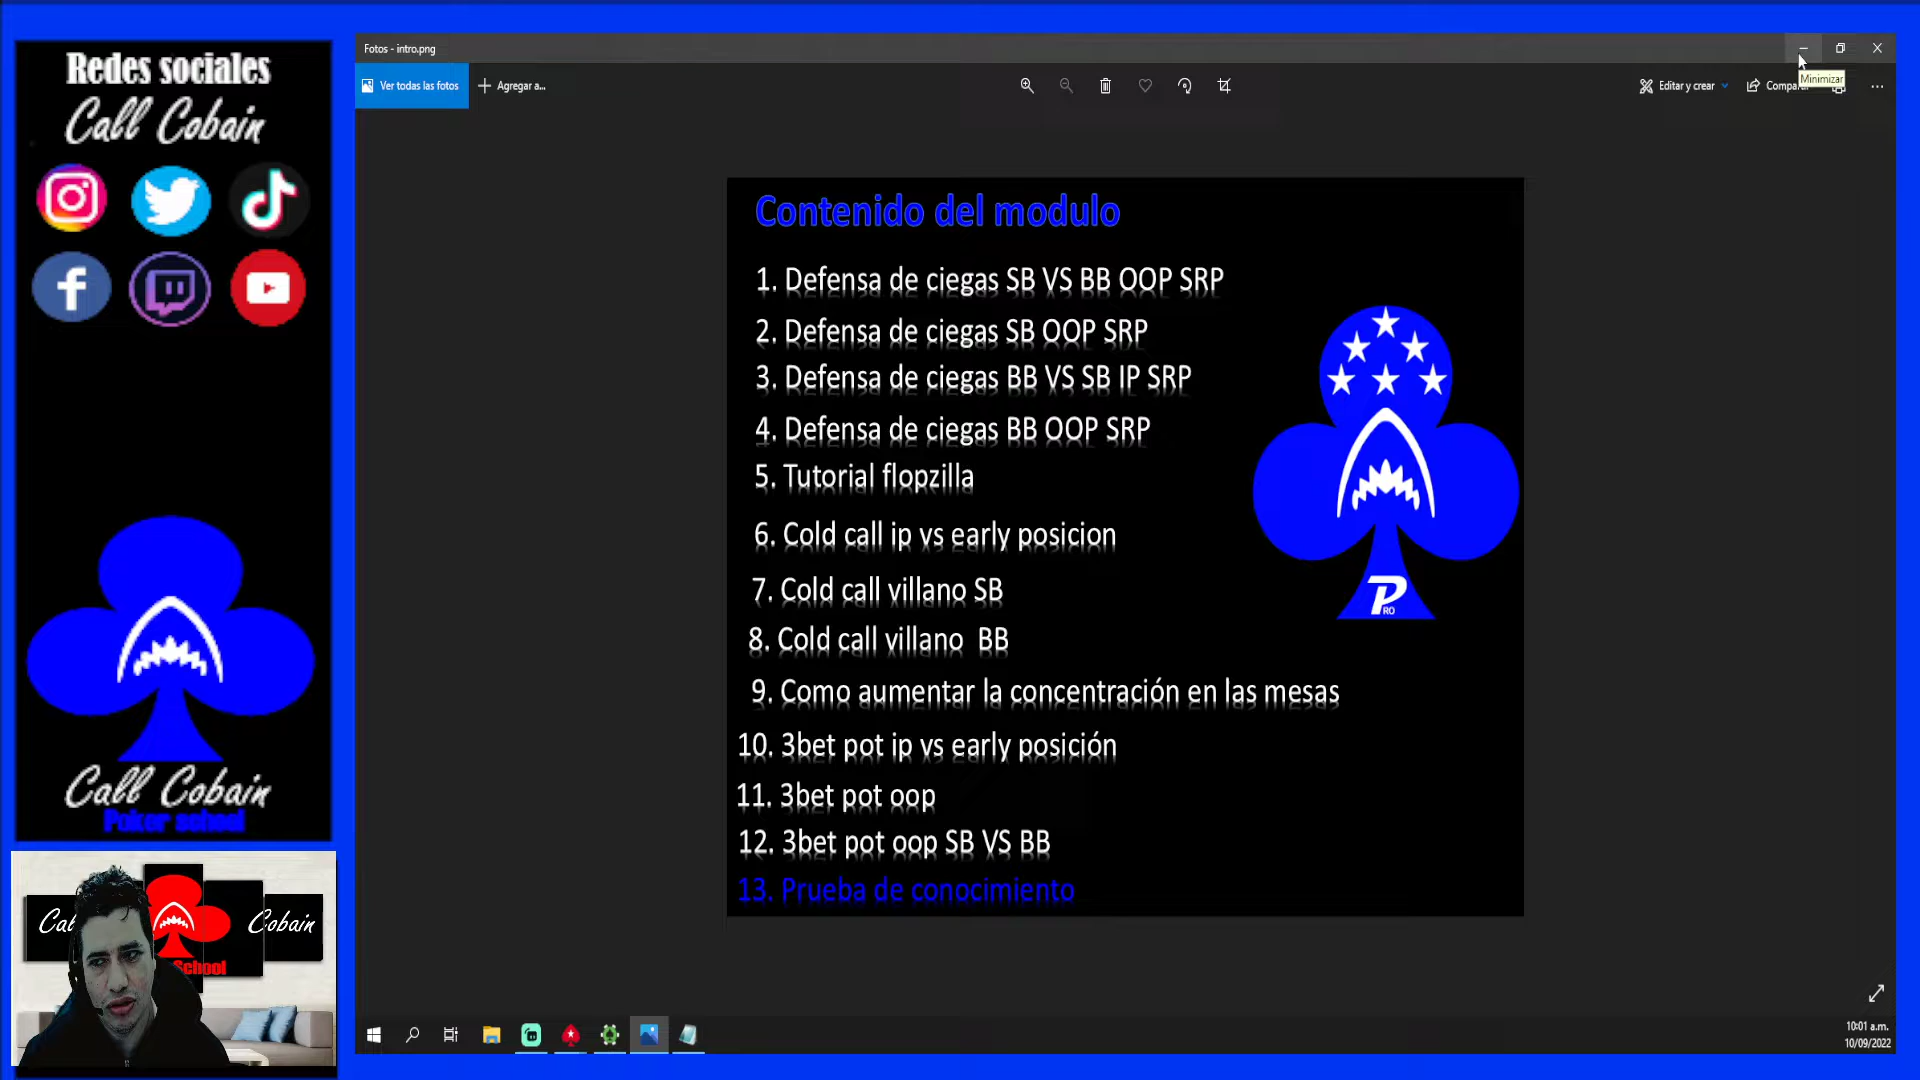 Redes sociales
Call Cobain
Call Cobain
Poker school
Cal
Cobain
School
Fotos - intro.png
Ver todas las fotos
Agregar a...
Editar y crear
Compartir
Minimizar
Contenido del modulo
1. Defensa de ciegas SB VS BB OOP SRP
2. Defensa de ciegas SB OOP SRP
3. Defensa de ciegas BB VS SB IP SRP
4. Defensa de ciegas BB OOP SRP
5. Tutorial flopzilla
6. Cold call ip vs early posicion
7. Cold call villano SB
8. Cold call villano BB
9. Como aumentar la concentración en las mesas
10. 3bet pot ip vs early posición
11. 3bet pot oop
12. 3bet pot oop SB VS BB
13. Prueba de conocimiento
PRO
10:01 a.m.
10/09/2022